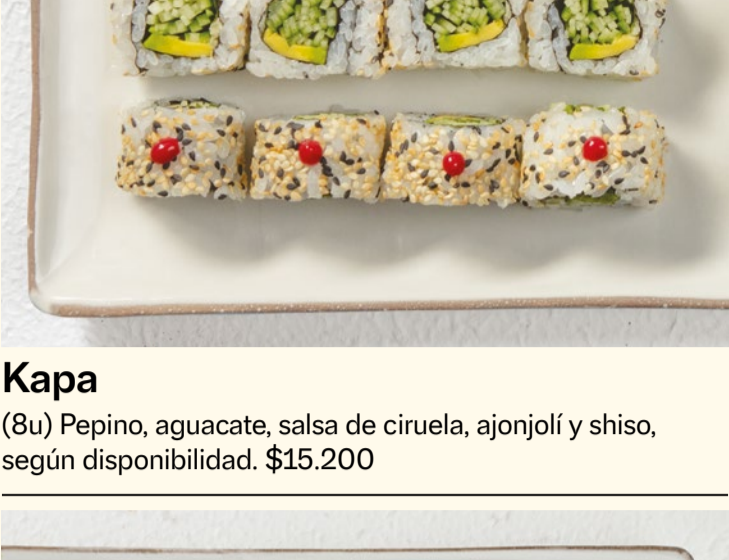 Kapa
(8u) Pepino, aguacate, salsa de ciruela, ajonjolí y shiso,
según disponibilidad. $15.200